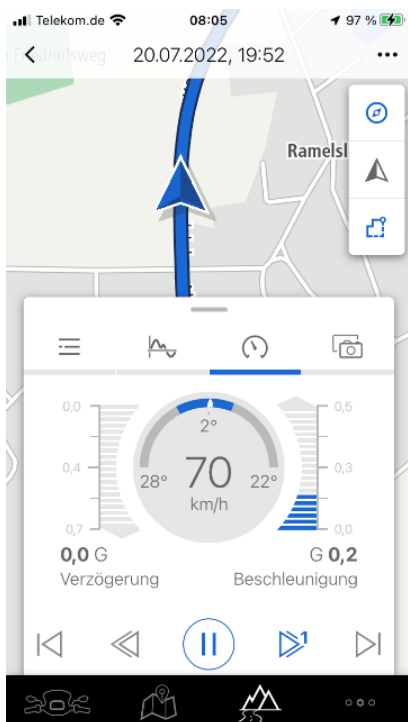 Telekom.de
08:05
97 %
Friedhofsweg
20.07.2022, 19:52
Ramelsl
0,0
0,5
2°
0,4
28°
70
22°
0,3
km/h
0,7
0,0
0,0 G
G 0,2
Verzögerung
Beschleunigung
1